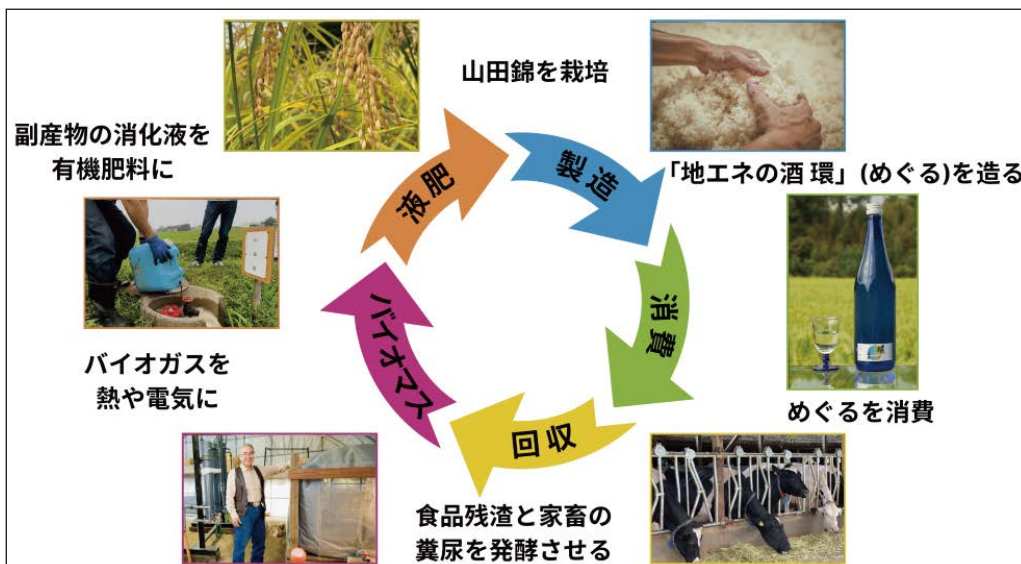 山田錦を栽培
副産物の消化液を
有機肥料に
「地エネの酒 環」(めぐる)を造る
液肥
製造
消費
回収
バイオマス
バイオガスを
熱や電気に
めぐるを消費
食品残渣と家畜の
糞尿を発酵させる